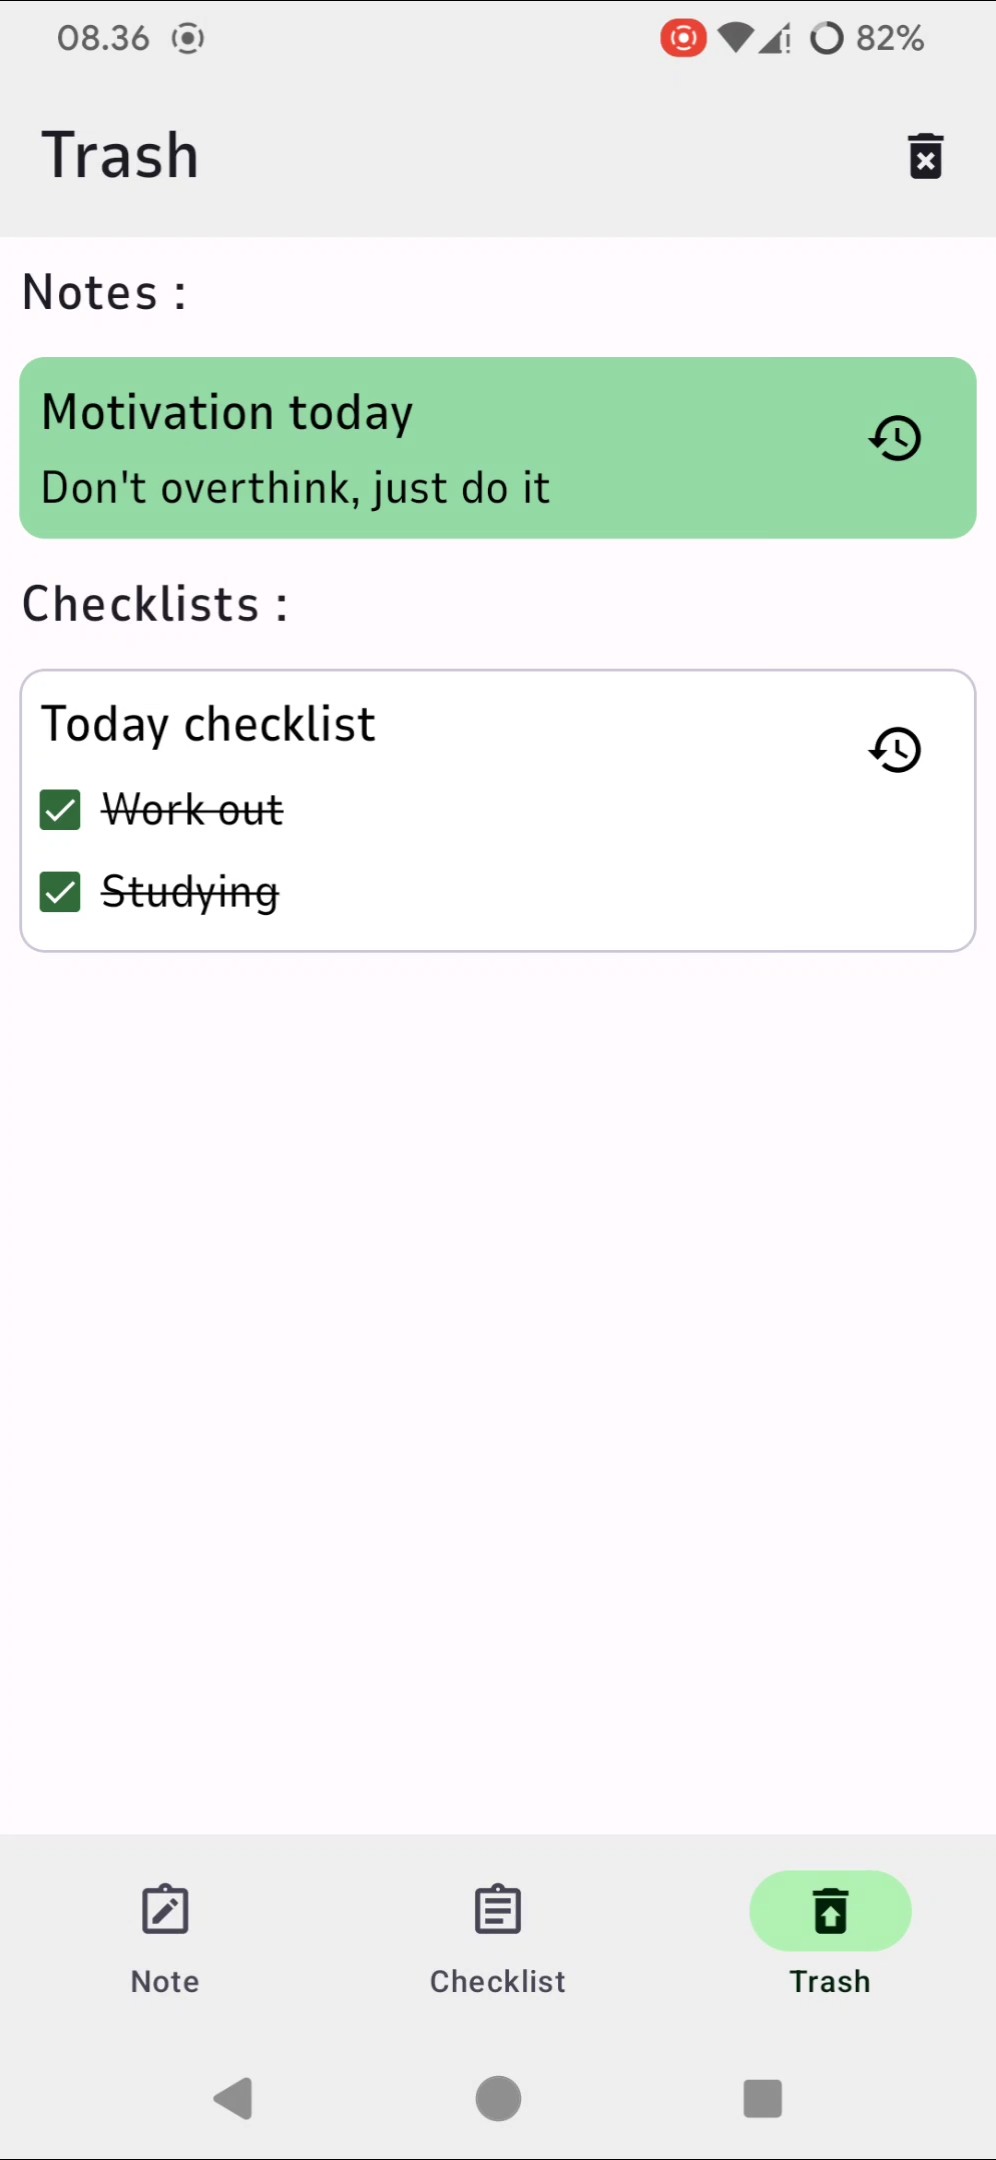 08.36 82%
Trash
Notes :
Motivation today
Don't overthink, just do it
Checklists :
Today checklist
Work out
Studying
Note Checklist Trash